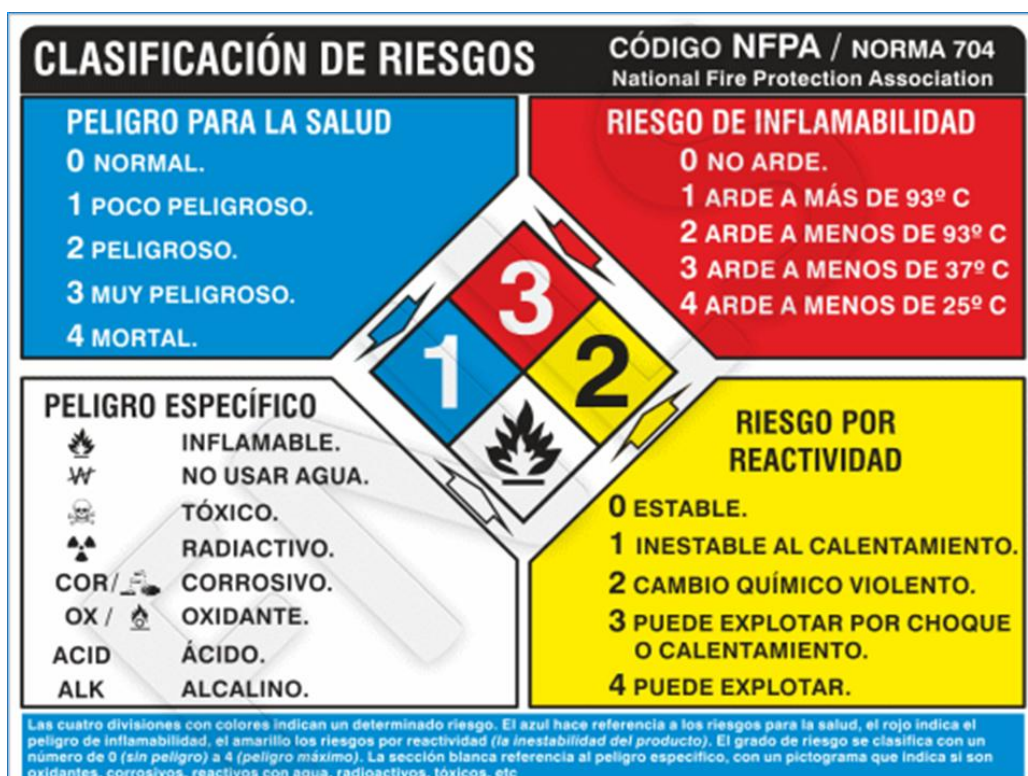 CLASIFICACIÓN DE RIESGOS
CÓDIGO NFPA / NORMA 704
National Fire Protection Association
PELIGRO PARA LA SALUD
0 NORMAL.
1 POCO PELIGROSO.
2 PELIGROSO.
3 MUY PELIGROSO.
4 MORTAL.
RIESGO DE INFLAMABILIDAD
0 NO ARDE.
1 ARDE A MÁS DE 93º C
2 ARDE A MENOS DE 93º C
3 ARDE A MENOS DE 37º C
4 ARDE A MENOS DE 25º C
3
1
2
PELIGRO ESPECÍFICO
INFLAMABLE.
W NO USAR AGUA.
TÓXICO.
RADIACTIVO.
COR/ CORROSIVO.
OX / OXIDANTE.
ACID ÁCIDO.
ALK ALCALINO.
RIESGO POR
REACTIVIDAD
0 ESTABLE.
1 INESTABLE AL CALENTAMIENTO.
2 CAMBIO QUÍMICO VIOLENTO.
3 PUEDE EXPLOTAR POR CHOQUE
O CALENTAMIENTO.
4 PUEDE EXPLOTAR.
Las cuatro divisiones con colores indican un determinado riesgo. El azul hace referencia a los riesgos para la salud, el rojo indica el
peligro de inflamabilidad, el amarillo los riesgos por reactividad (la inestabilidad del producto). El grado de riesgo se clasifica con un
número de 0 (sin peligro) a 4 (peligro máximo). La sección blanca referencia al peligro especifico, con un pictograma que indica si son
oxidantes, corrosivos, reactivos con agua, radioactivos, tóxicos, etc